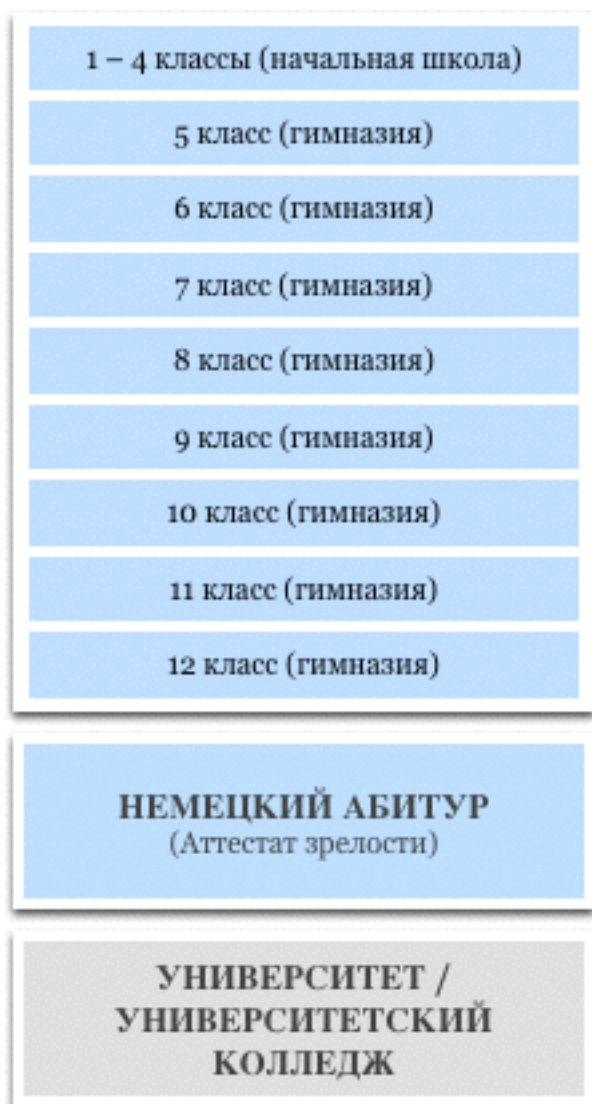 1 – 4 классы (начальная школа)
5 класс (гимназия)
6 класс (гимназия)
7 класс (гимназия)
8 класс (гимназия)
9 класс (гимназия)
10 класс (гимназия)
11 класс (гимназия)
12 класс (гимназия)
НЕМЕЦКИЙ АБИТУР
(Аттестат зрелости)
УНИВЕРСИТЕТ /
УНИВЕРСИТЕТСКИЙ
КОЛЛЕДЖ